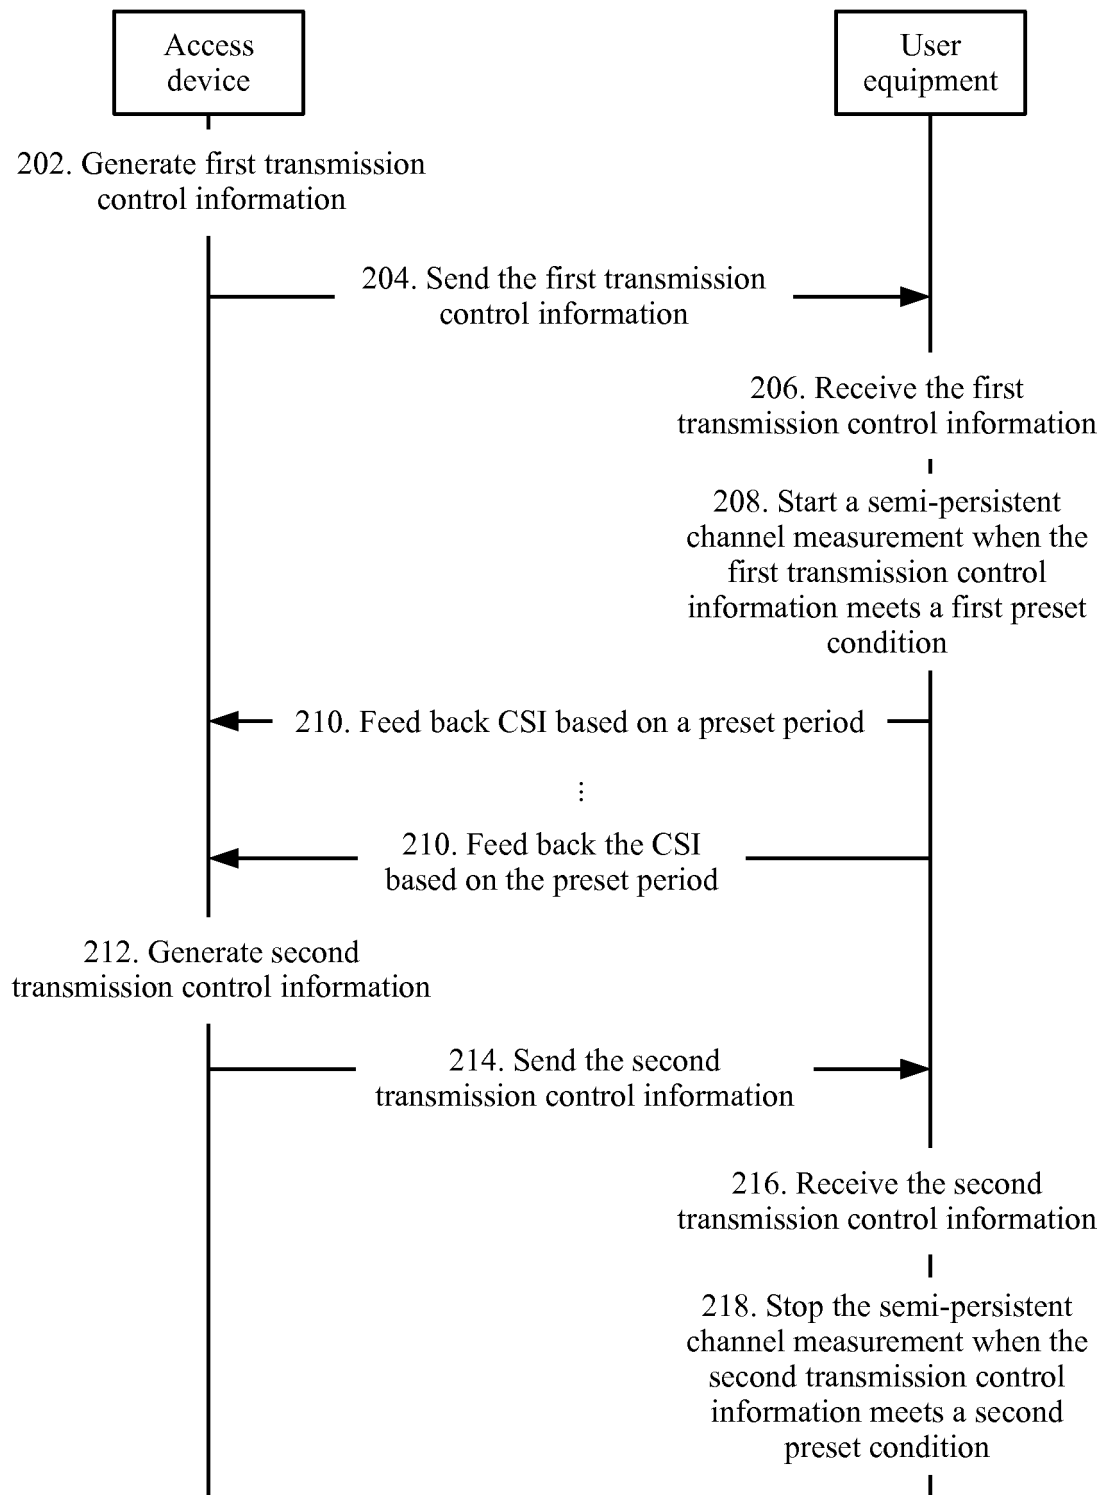 Access
device
User
equipment
202. Generate first transmission
control information
204. Send the first transmission
control information
206. Receive the first
transmission control information
208. Start a semi-persistent
channel measurement when the
first transmission control
information meets a first preset
condition
210. Feed back CSI based on a preset period
⋮
210. Feed back the CSI
based on the preset period
212. Generate second
transmission control information
214. Send the second
transmission control information
216. Receive the second
transmission control information
218. Stop the semi-persistent
channel measurement when the
second transmission control
information meets a second
preset condition